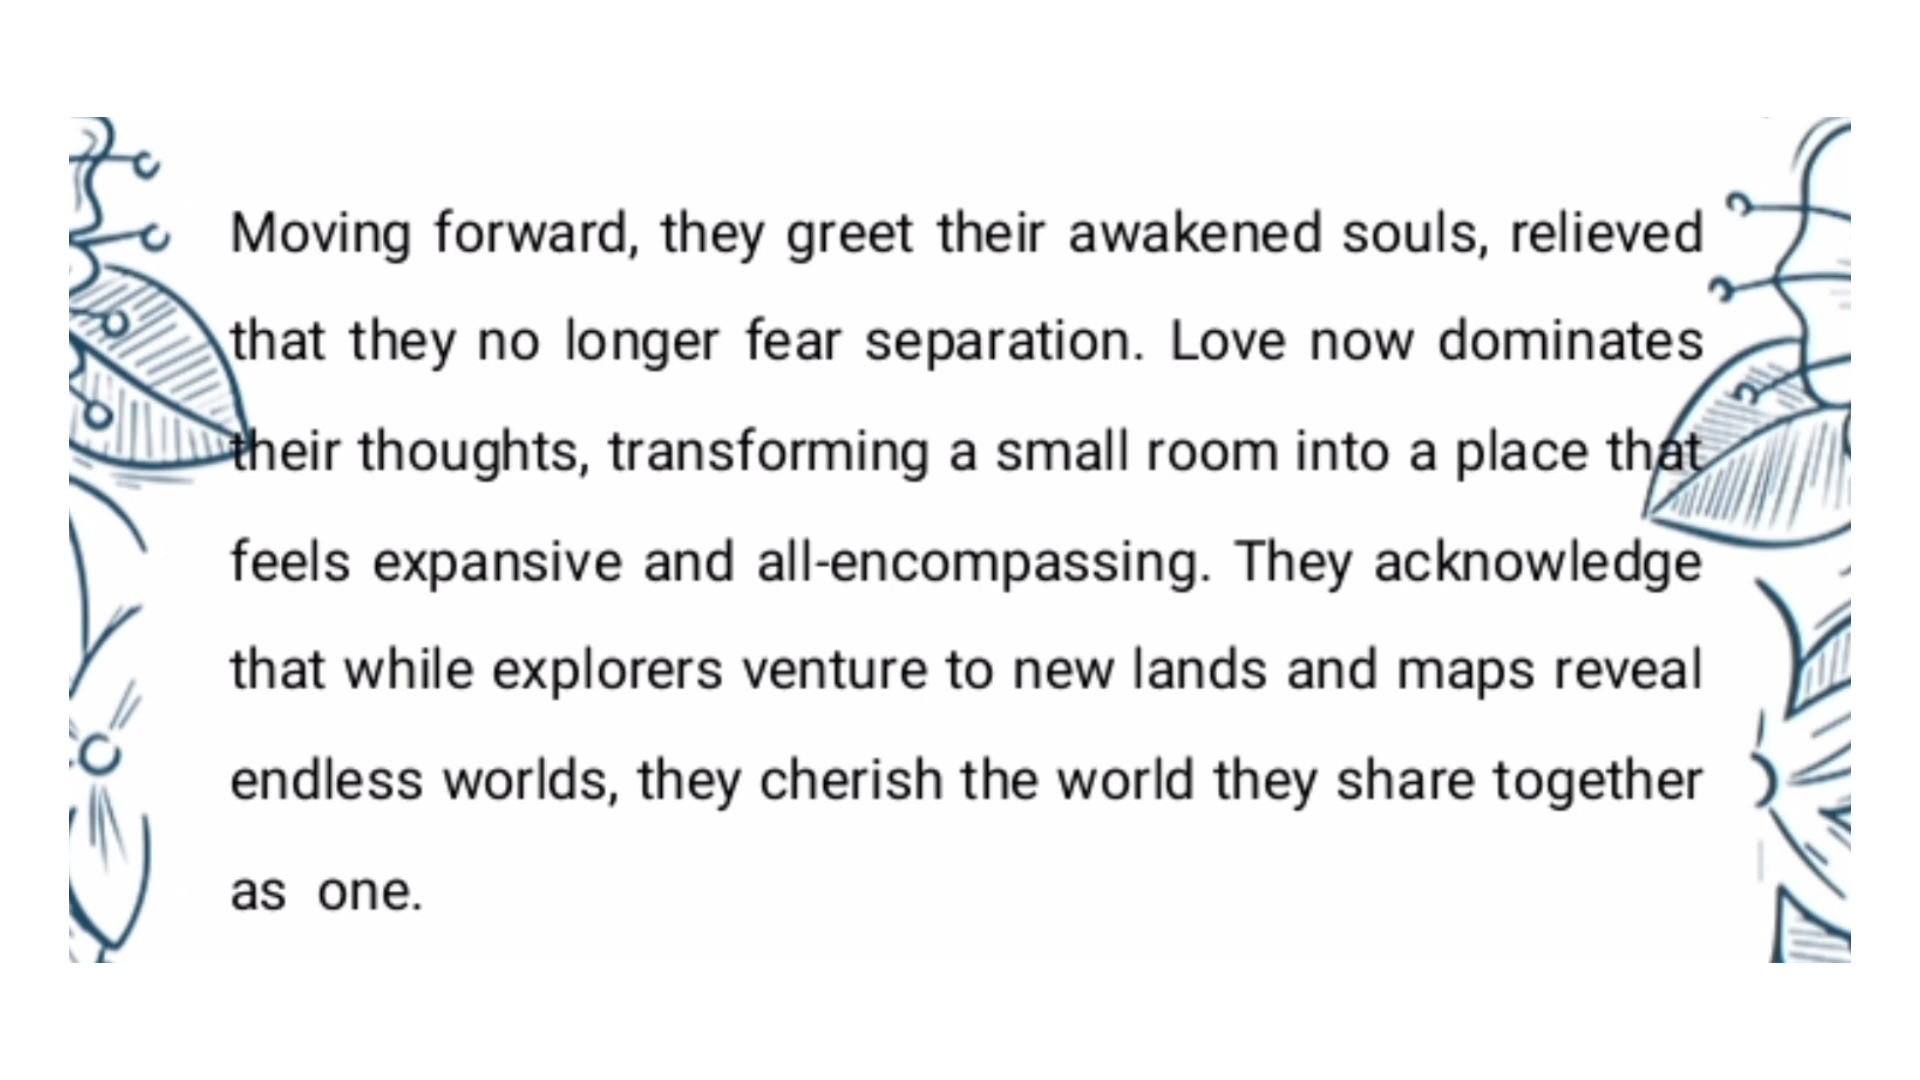 Moving forward, they greet their awakened souls, relieved
that they no longer fear separation. Love now dominates
their thoughts, transforming a small room into a place that
feels expansive and all-encompassing. They acknowledge
that while explorers venture to new lands and maps reveal
endless worlds, they cherish the world they share together
as one.